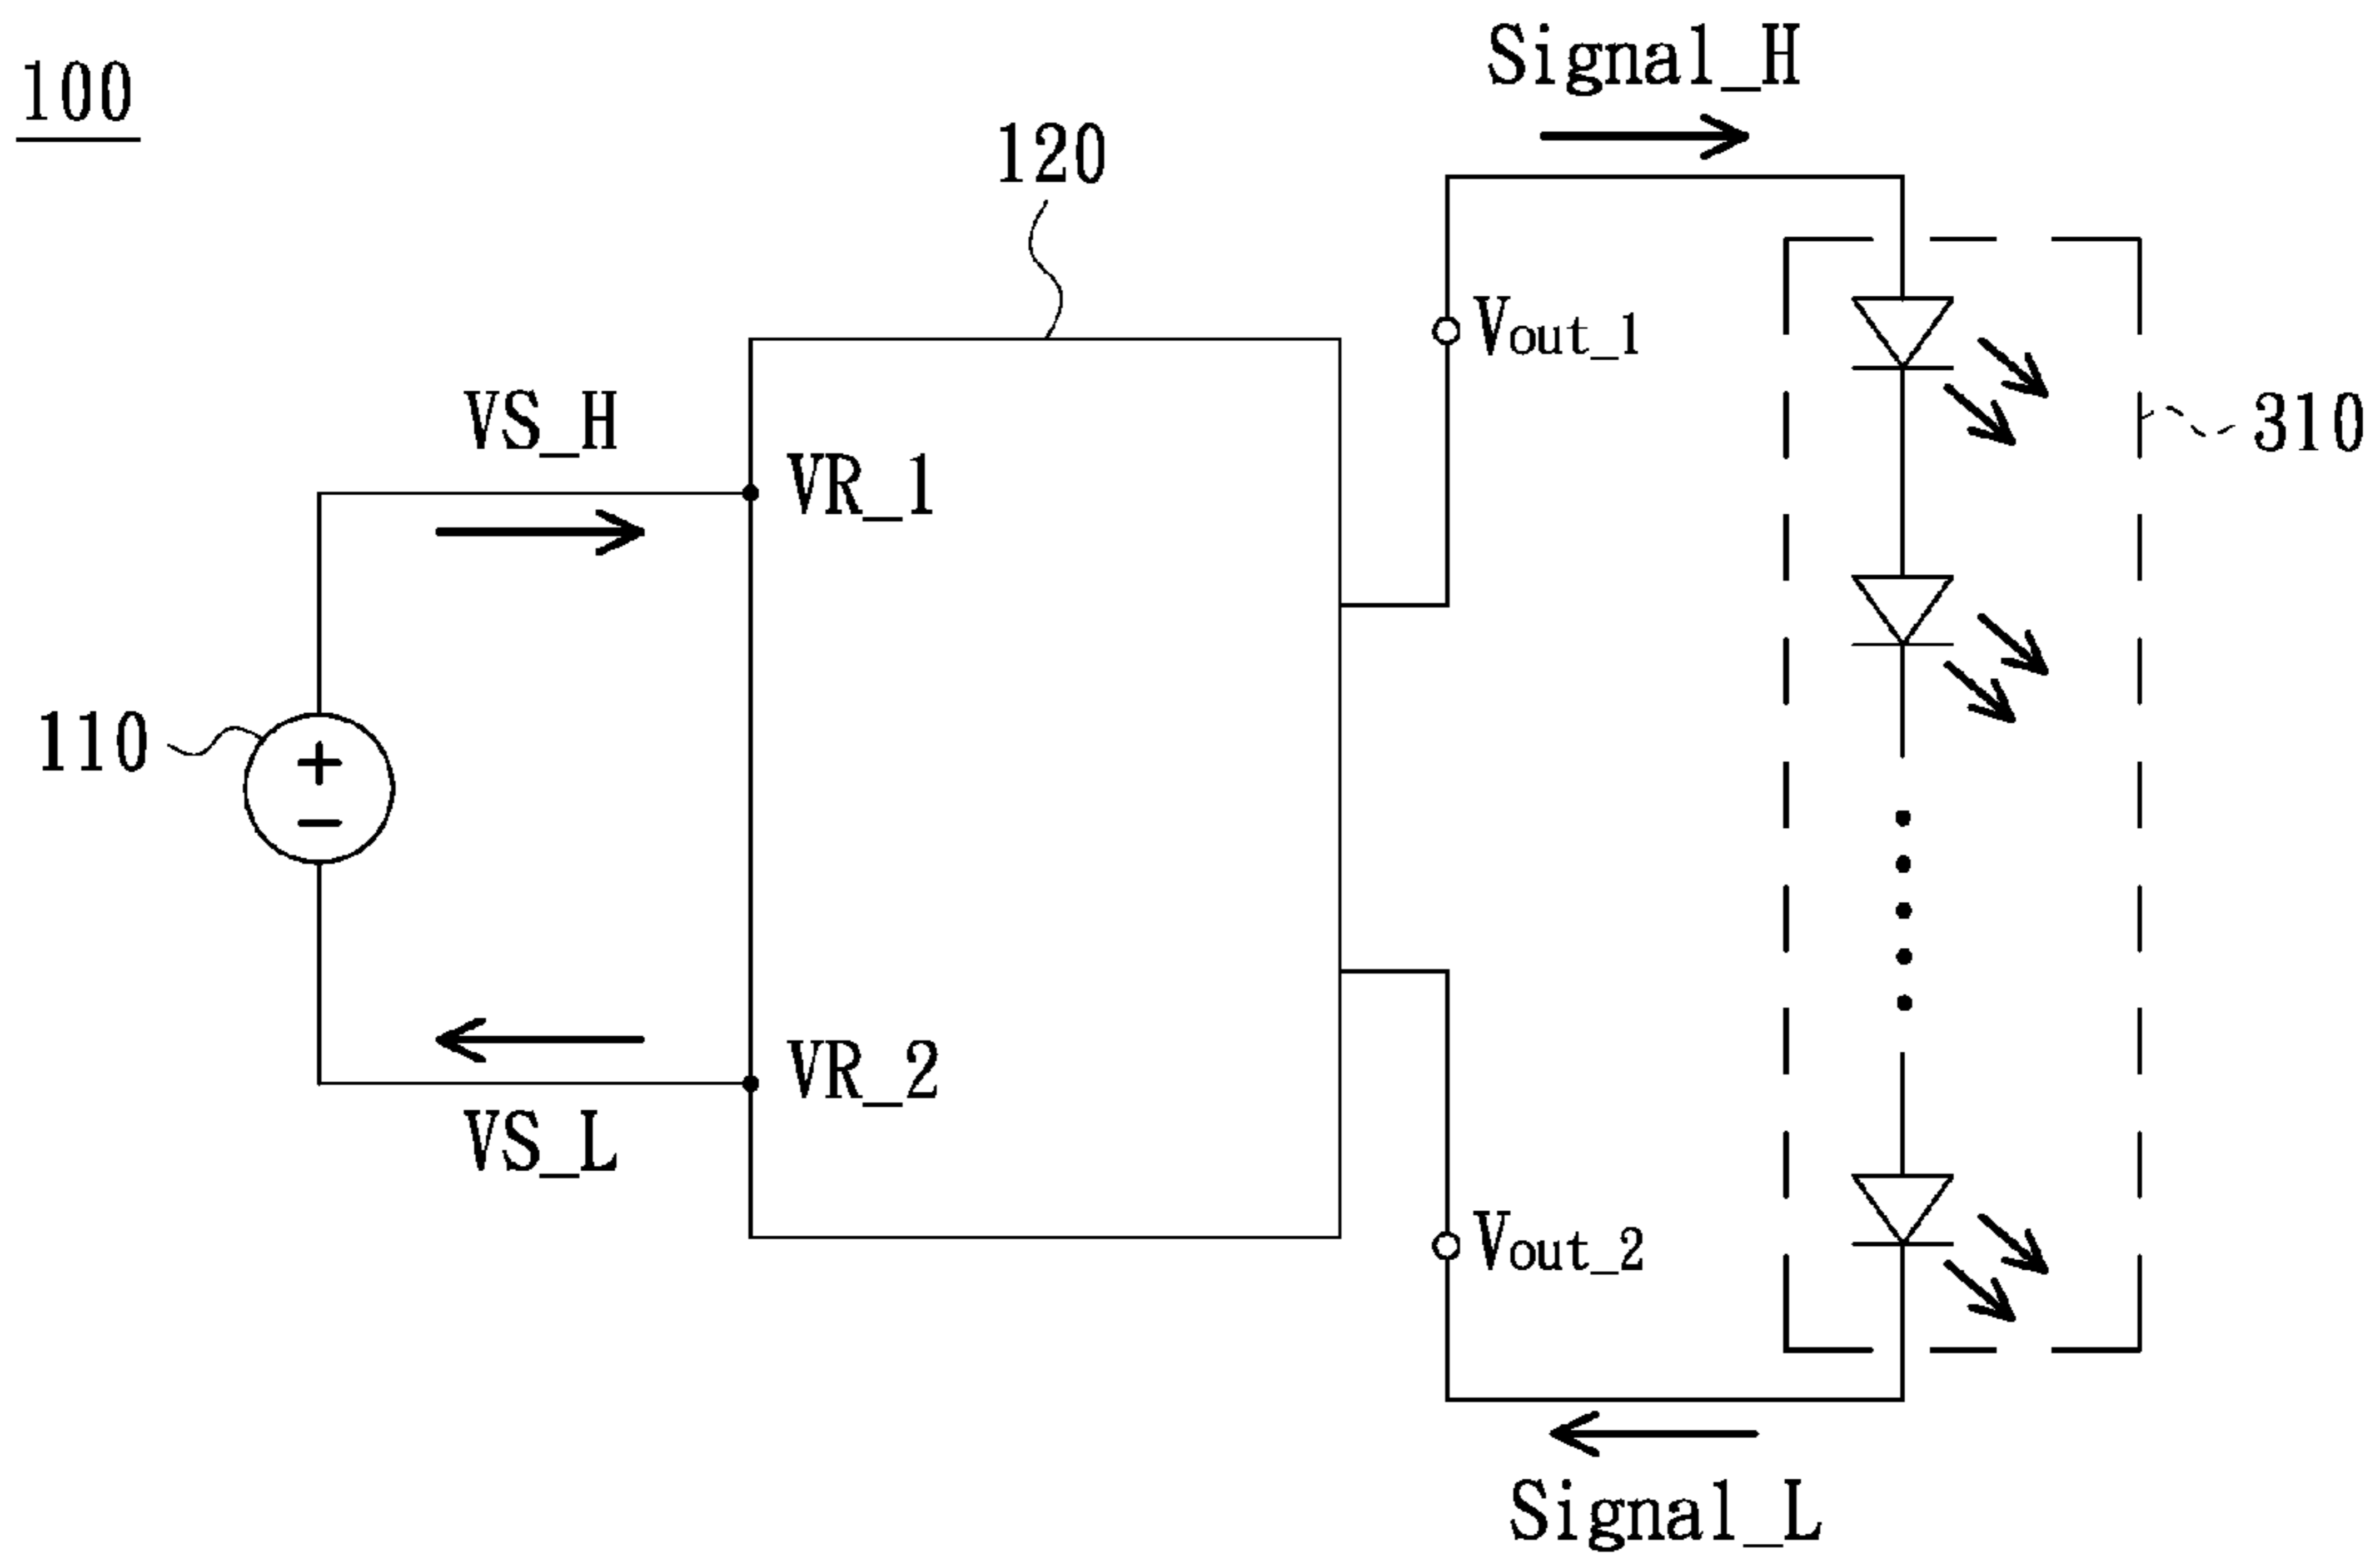 100
Signal_H
120
Vout_1
VS_H
VR_1
310
110
VR_2
VS_L
Vout_2
Signal_L